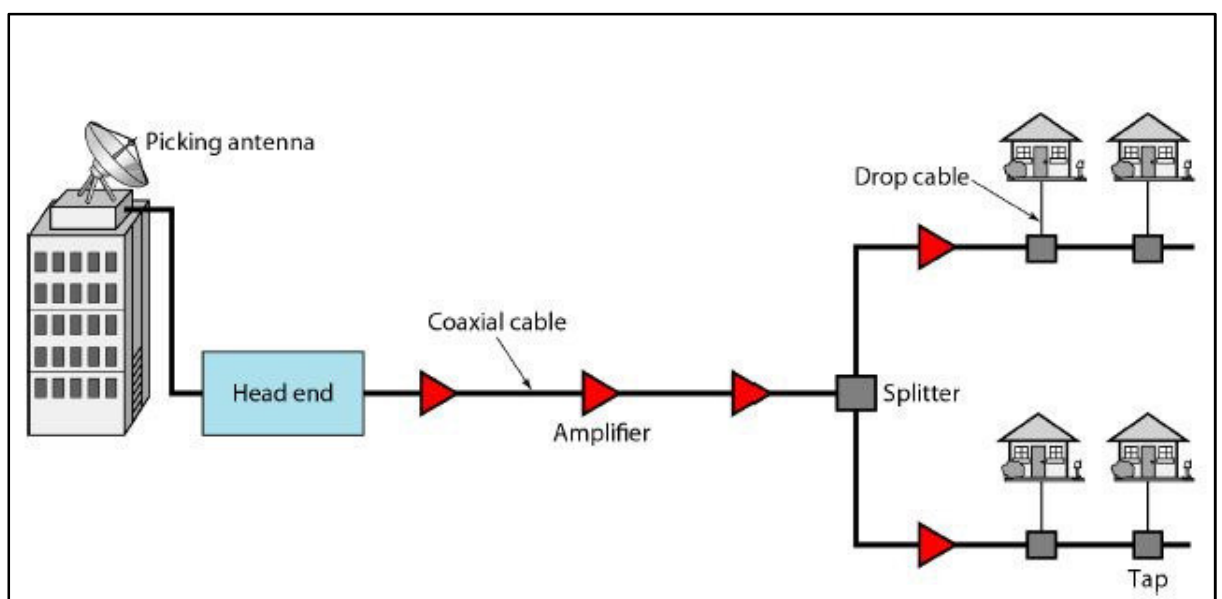 Picking antenna
Drop cable
Coaxial cable
Head end
Splitter
Amplifier
Tap